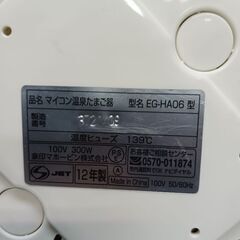 品名 マイコン温泉たまご器 型名 EG-HA06 型
製造
番号
温度ヒューズ 139℃
100V 300W
象印マホービン株式会社
お客様ご相談センター
0570-011874
JET
12年製
Made in China
100V 50/60Hz